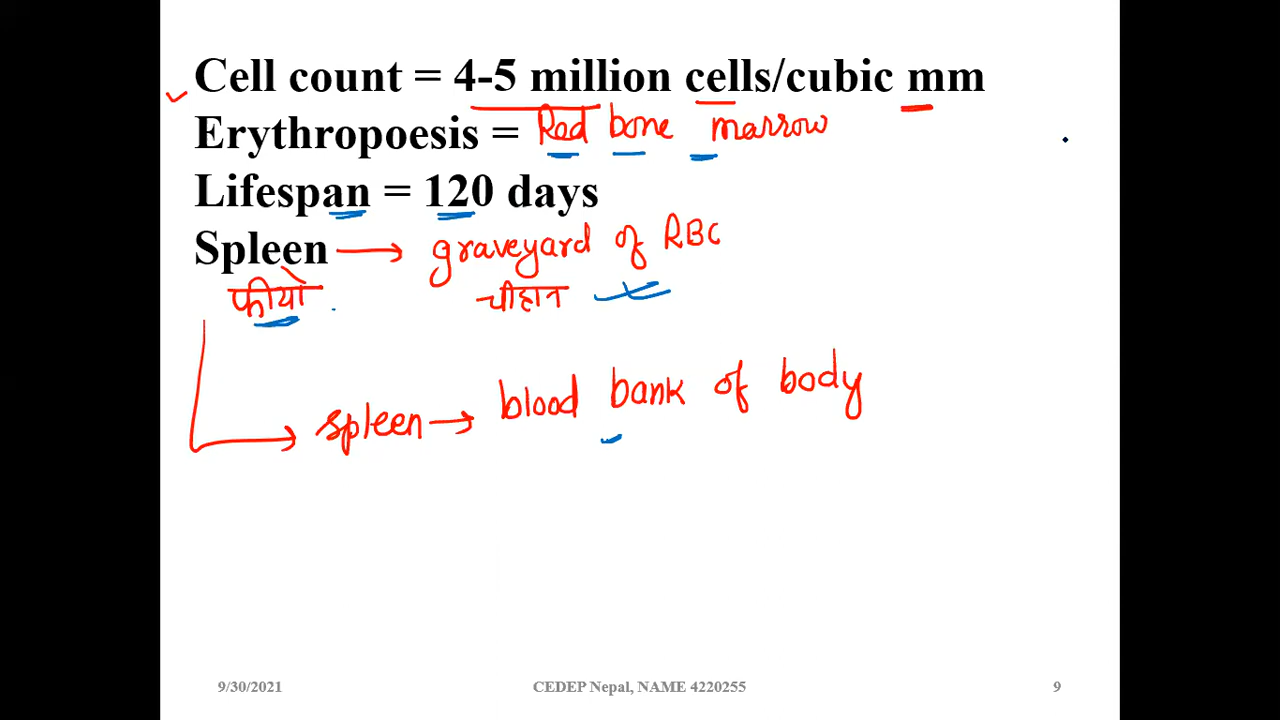 Cell count = 4-5 million cells/cubic mm
Erythropoesis = Red bone marrow
Lifespan = 120 days
Spleen → graveyard of RBC
फीयो चीहान
spleen → blood bank of body
9/30/2021 CEDEP Nepal, NAME 4220255 9